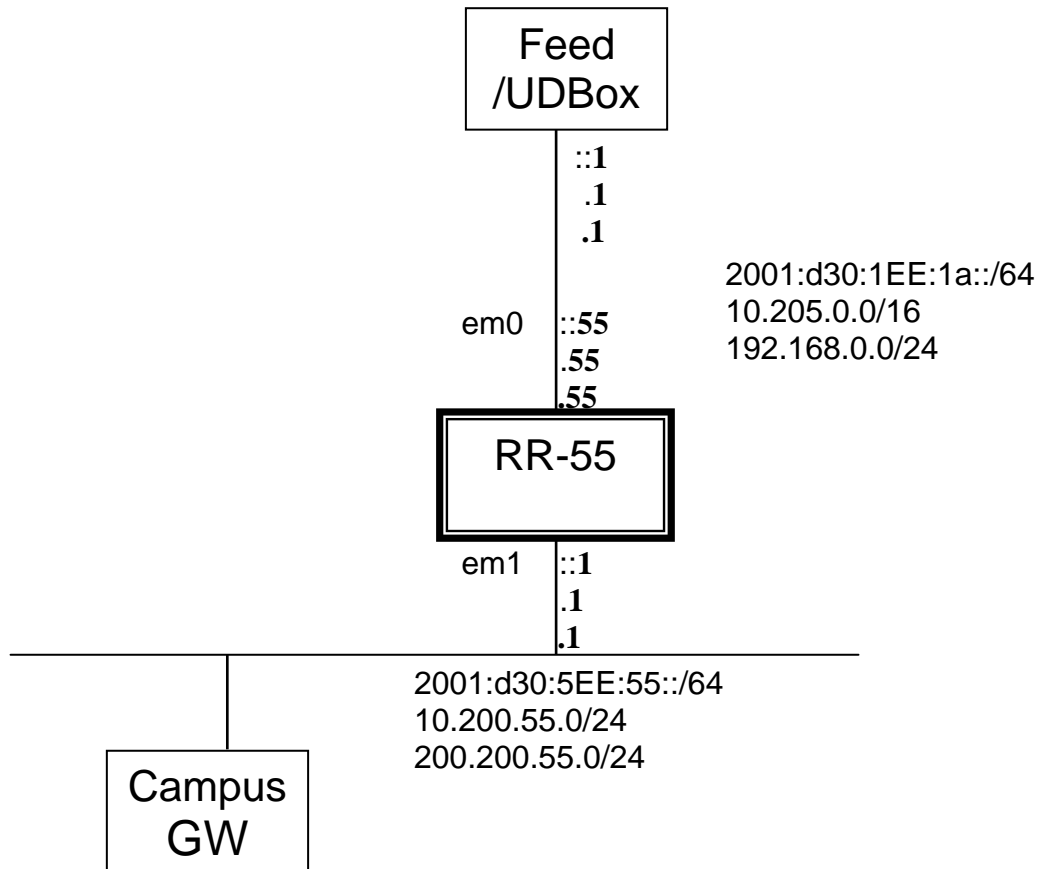 Feed
/UDBox
::1
.1
.1
2001:d30:1EE:1a::/64
10.205.0.0/16
192.168.0.0/24
em0
::55
.55
.55
RR-55
em1
::1
.1
.1
2001:d30:5EE:55::/64
10.200.55.0/24
200.200.55.0/24
Campus
GW